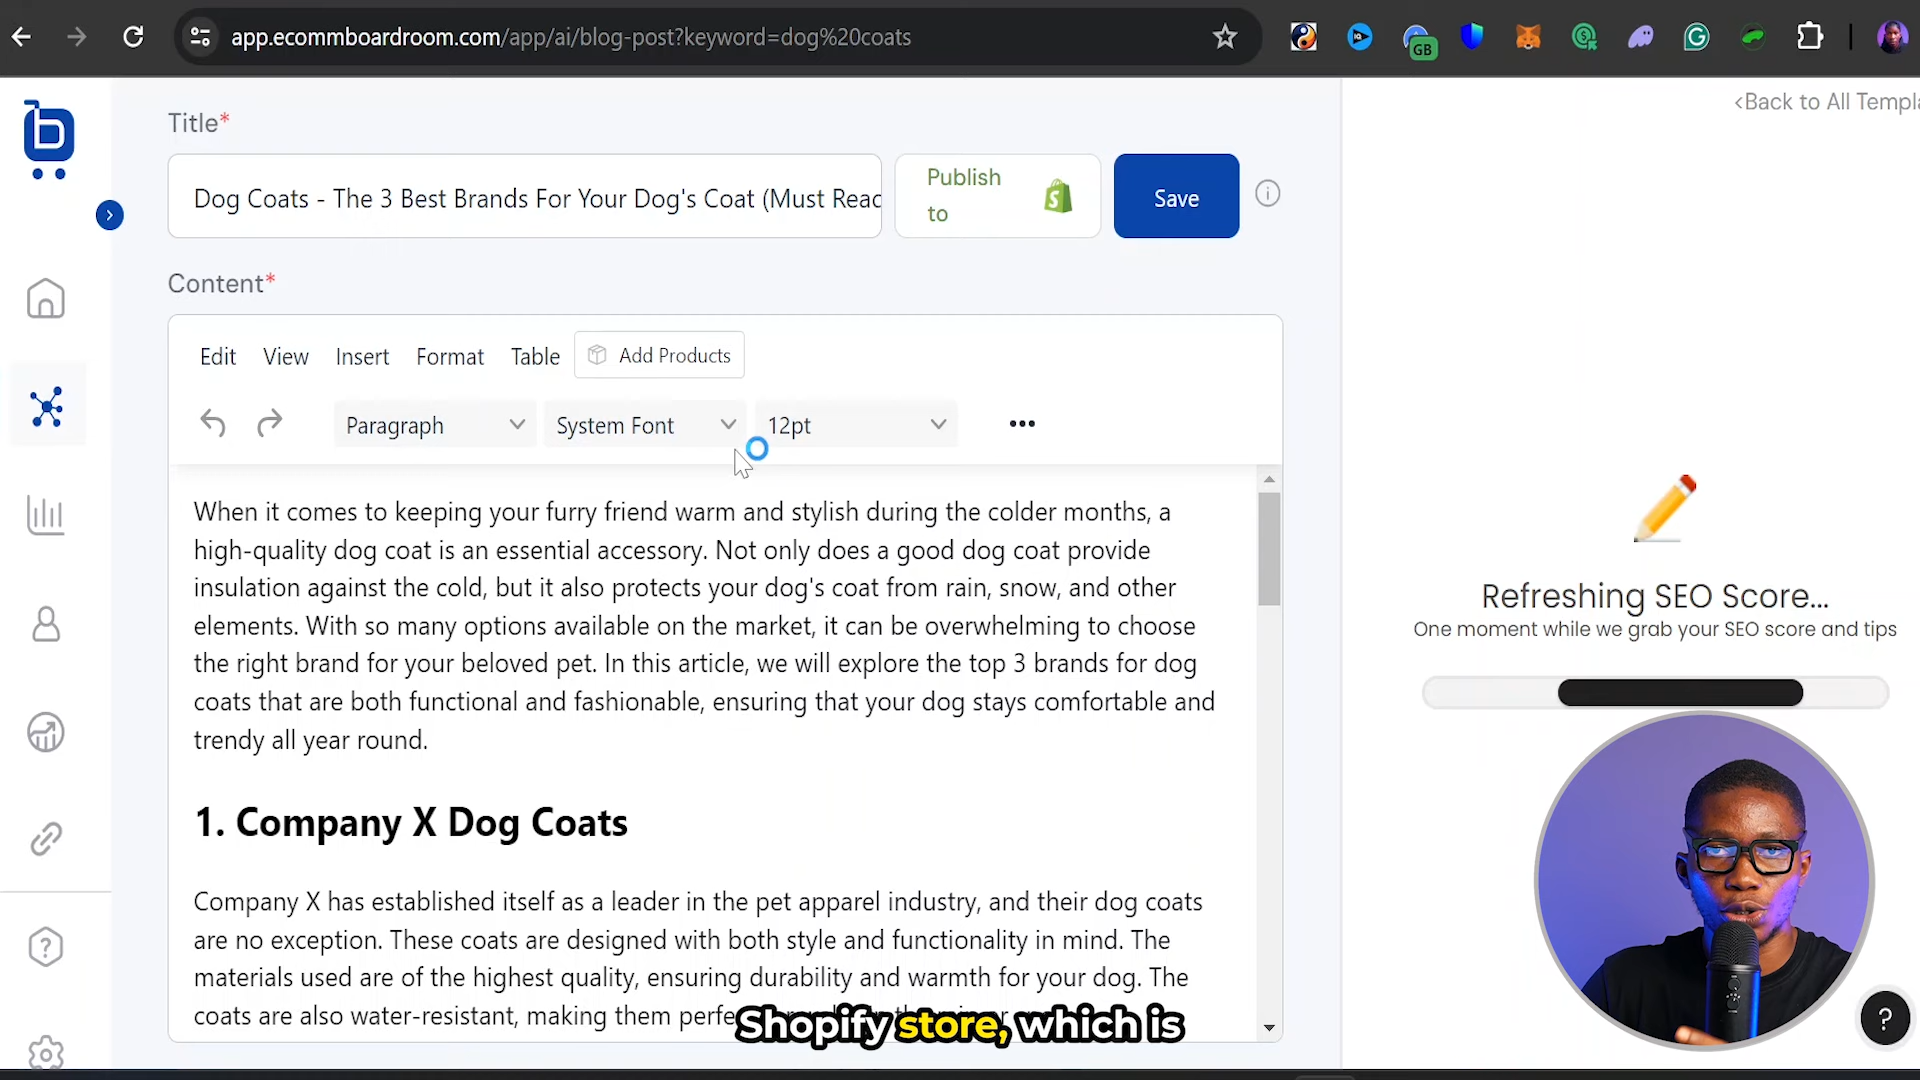 app.ecommboardroom.com/app/ai/blog-post?keyword=dog%20coats
GB
<Back to All Templa
Title*
Dog Coats - The 3 Best Brands For Your Dog's Coat (Must Read
Publish
to
Save
Content*
Edit View Insert Format Table Add Products
Paragraph System Font 12pt
When it comes to keeping your furry friend warm and stylish during the colder months, a
high-quality dog coat is an essential accessory. Not only does a good dog coat provide
insulation against the cold, but it also protects your dog's coat from rain, snow, and other
elements. With so many options available on the market, it can be overwhelming to choose
the right brand for your beloved pet. In this article, we will explore the top 3 brands for dog
coats that are both functional and fashionable, ensuring that your dog stays comfortable and
trendy all year round.
1. Company X Dog Coats
Company X has established itself as a leader in the pet apparel industry, and their dog coats
are no exception. These coats are designed with both style and functionality in mind. The
materials used are of the highest quality, ensuring durability and warmth for your dog. The
coats are also water-resistant, making them
Refreshing SEO Score...
One moment while we grab your SEO score and tips
Shopify store, which is